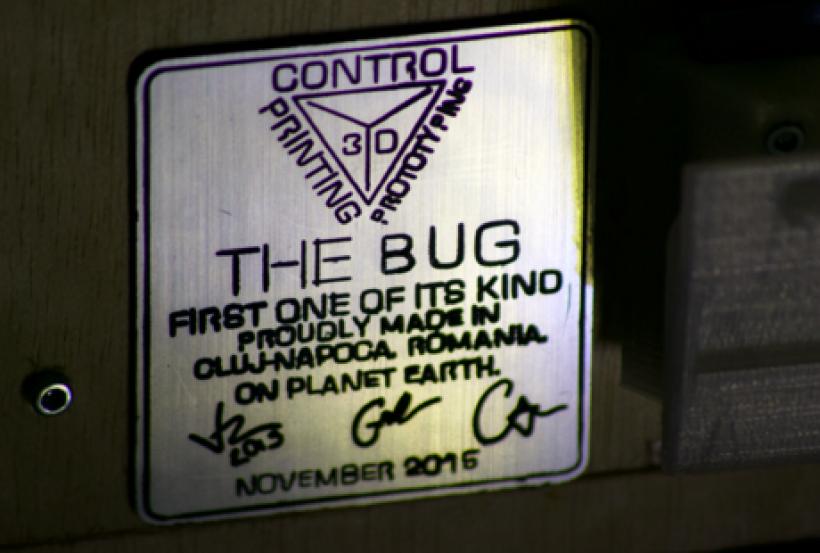 CONTROL
PRINTING
3D
PROTOTYPING
THE BUG
FIRST ONE OF ITS KIND
PROUDLY MADE IN
CLUJ-NAPOCA, ROMANIA.
ON PLANET EARTH.
NOVEMBER 2015